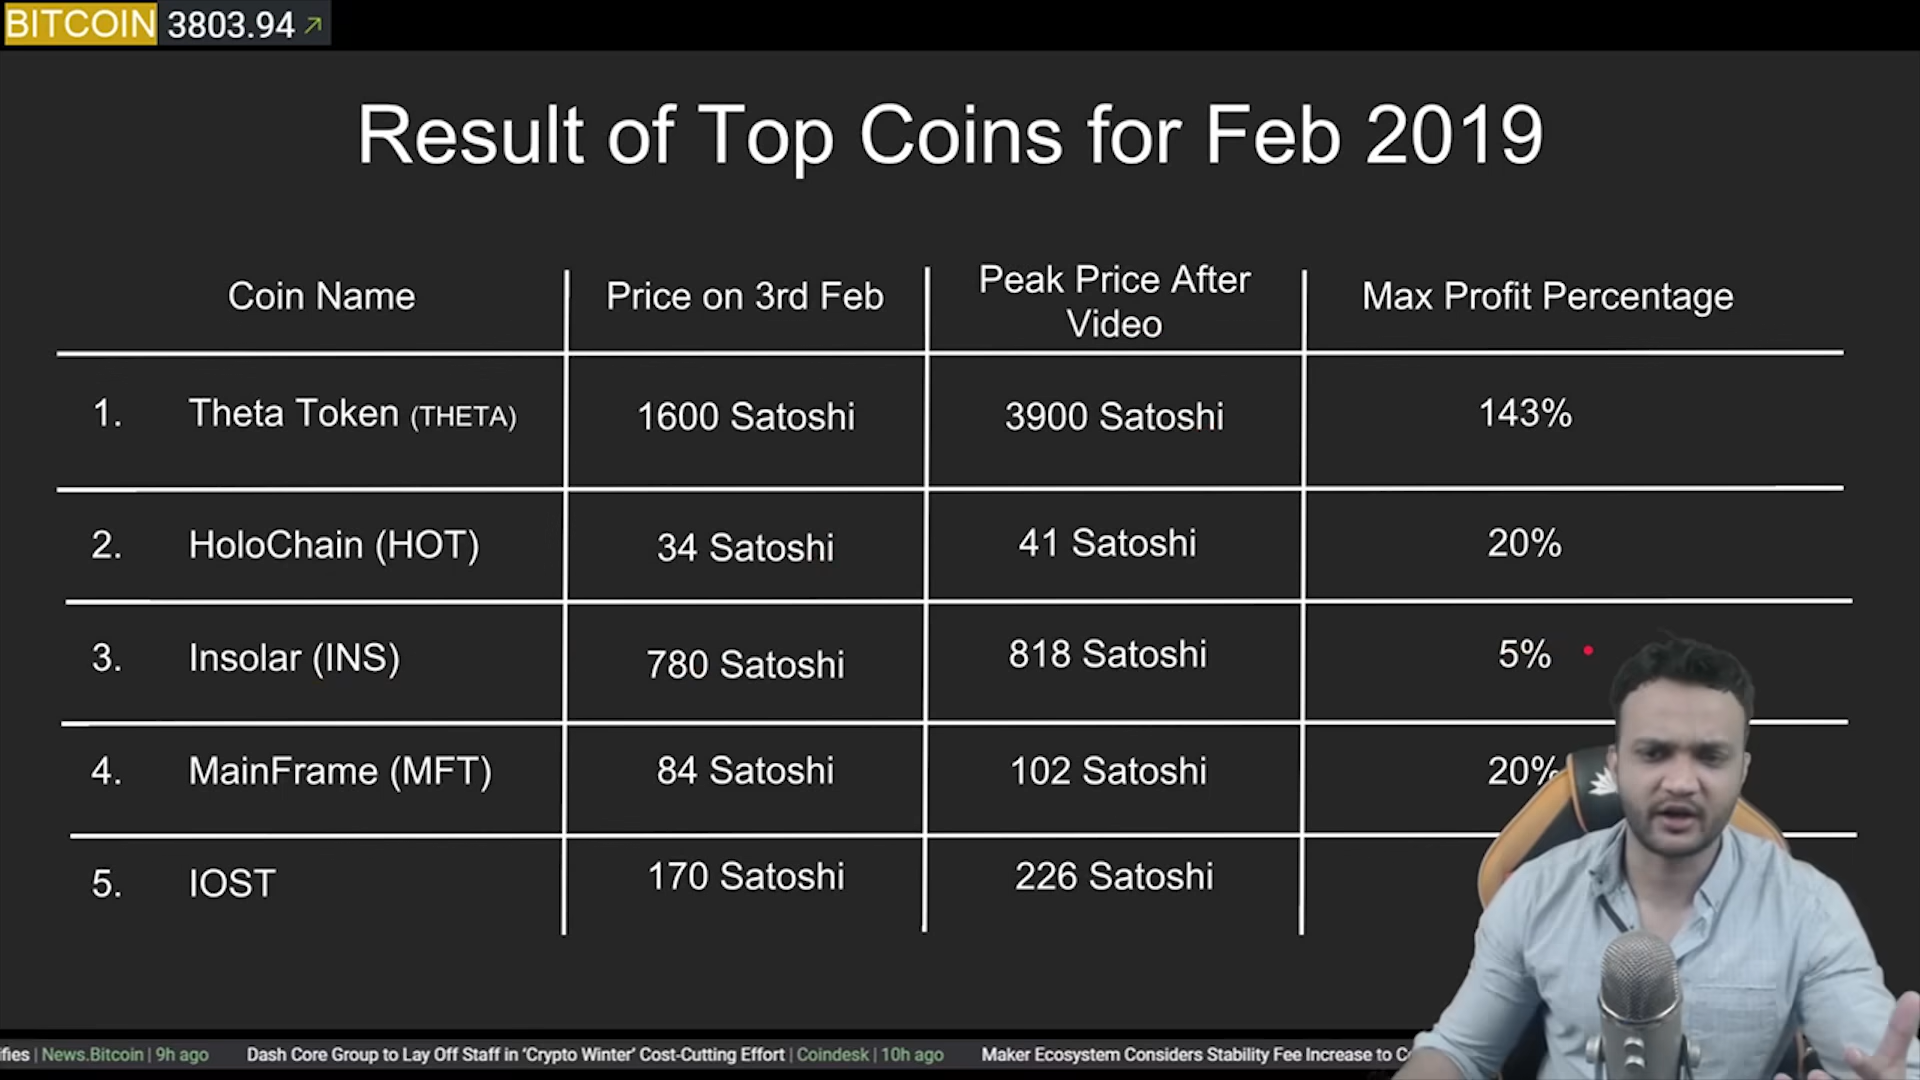 BITCOIN 3803.94
Result of Top Coins for Feb 2019
Coin Name
Price on 3rd Feb
Peak Price After
Video
Max Profit Percentage
1. Theta Token (THETA) 1600 Satoshi 3900 Satoshi 143%
2. HoloChain (HOT) 34 Satoshi 41 Satoshi 20%
3. Insolar (INS) 780 Satoshi 818 Satoshi 5%
4. MainFrame (MFT) 84 Satoshi 102 Satoshi 20%
5. IOST 170 Satoshi 226 Satoshi
fies | News.Bitcoin | 9h ago Dash Core Group to Lay Off Staff in ‘Crypto Winter’ Cost-Cutting Effort | Coindesk | 10h ago Maker Ecosystem Considers Stability Fee Increase to